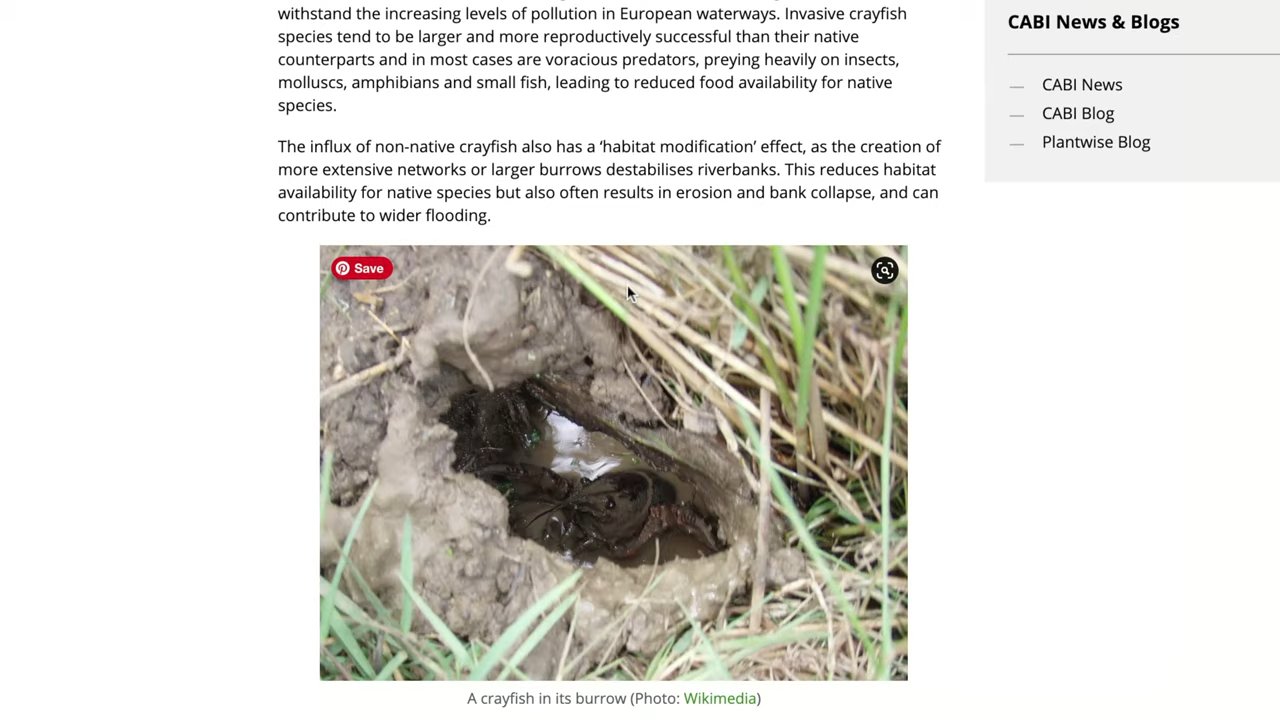 withstand the increasing levels of pollution in European waterways. Invasive crayfish
species tend to be larger and more reproductively successful than their native
counterparts and in most cases are voracious predators, preying heavily on insects,
molluscs, amphibians and small fish, leading to reduced food availability for native
species.
The influx of non-native crayfish also has a ‘habitat modification’ effect, as the creation of
more extensive networks or larger burrows destabilises riverbanks. This reduces habitat
availability for native species but also often results in erosion and bank collapse, and can
contribute to wider flooding.
Save
A crayfish in its burrow (Photo: Wikimedia)
CABI News & Blogs
CABI News
CABI Blog
Plantwise Blog